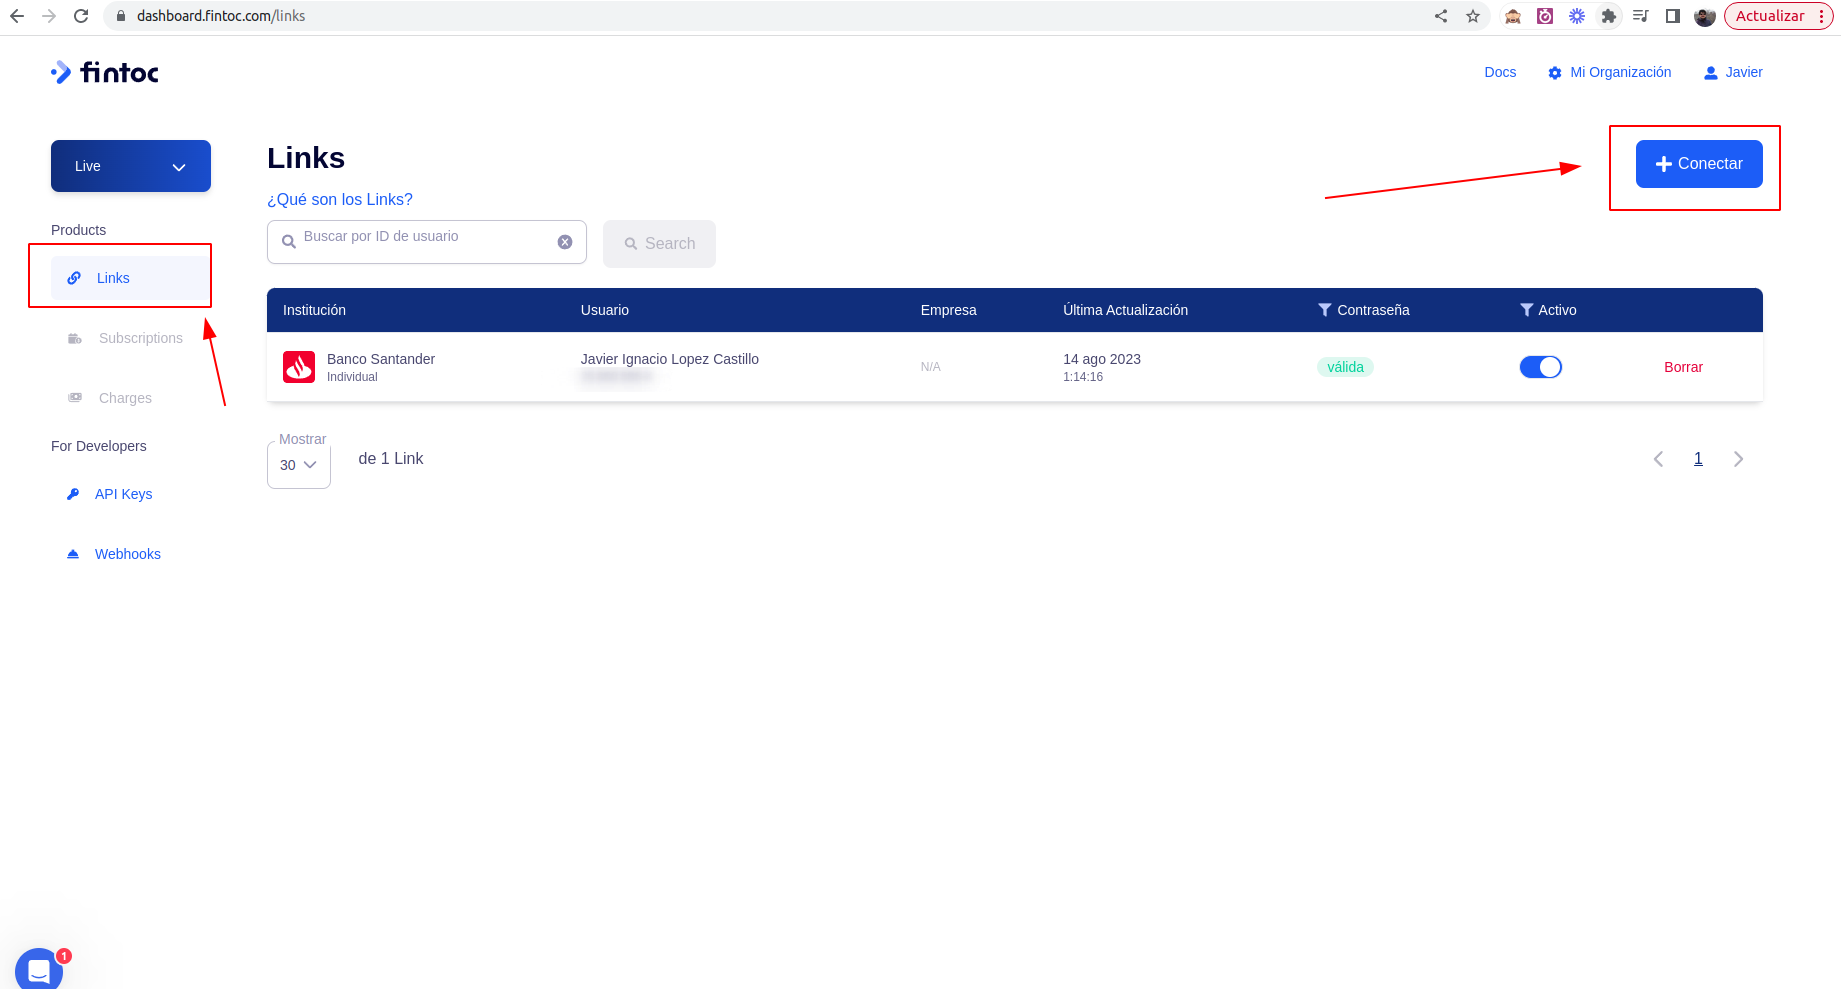 dashboard.fintoc.com/links
Actualizar
fintoc
Docs
Mi Organización
Javier
Live
Links
Conectar
¿Qué son los Links?
Products
Buscar por ID de usuario
Search
Links
Institución
Usuario
Empresa
Última Actualización
Contraseña
Activo
Subscriptions
Banco Santander
Individual
Javier Ignacio Lopez Castillo
N/A
14 ago 2023
1:14:16
válida
Borrar
Charges
For Developers
Mostrar
30
de 1 Link
1
API Keys
Webhooks
1